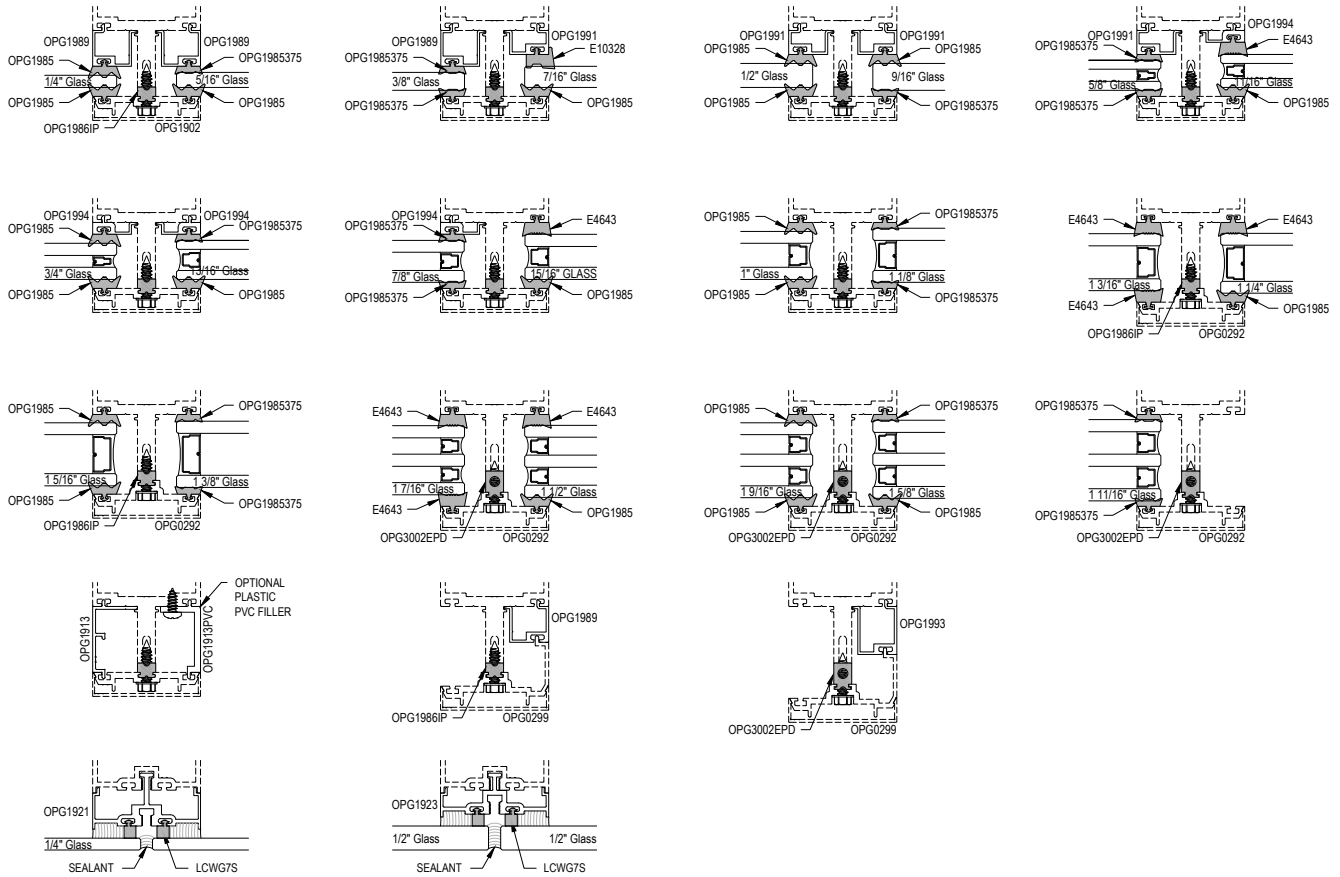 OPG1989
OPG1989
OPG1985
OPG1985375
1/4" Glass
5/16" Glass
OPG1985
OPG1985
OPG1986IP
OPG1902
OPG1989
OPG1991
E10328
OPG1985375
3/8" Glass
7/16" Glass
OPG1985375
OPG1985
OPG1991
OPG1991
OPG1985
OPG1985
1/2" Glass
9/16" Glass
OPG1985
OPG1985375
OPG1994
OPG1991
E4643
OPG1985375
5/8" Glass
11/16" Glass
OPG1985375
OPG1985
OPG1994
OPG1994
OPG1985
OPG1985375
3/4" Glass
13/16" Glass
OPG1985
OPG1985
OPG1994
E4643
OPG1985375
7/8" Glass
15/16" GLASS
OPG1985375
OPG1985
OPG1985
OPG1985375
1" Glass
1 1/8" Glass
OPG1985
OPG1985375
E4643
E4643
1 3/16" Glass
1 1/4" Glass
E4643
OPG1985
OPG1986IP
OPG0292
OPG1985
OPG1985375
1 5/16" Glass
1 3/8" Glass
OPG1985
OPG1985375
OPG1986IP
OPG0292
E4643
E4643
1 7/16" Glass
1 1/2" Glass
E4643
OPG1985
OPG3002EPD
OPG0292
OPG1985
OPG1985375
1 9/16" Glass
1 5/8" Glass
OPG1985
OPG1985
OPG3002EPD
OPG0292
OPG1985375
1 11/16" Glass
OPG1985375
OPG3002EPD
OPG0292
OPTIONAL
PLASTIC
PVC FILLER
OPG1913
OPG1913PVC
OPG1989
OPG1986IP
OPG0299
OPG1993
OPG3002EPD
OPG0299
OPG1921
1/4" Glass
SEALANT
LCWG7S
OPG1923
1/2" Glass
1/2" Glass
SEALANT
LCWG7S